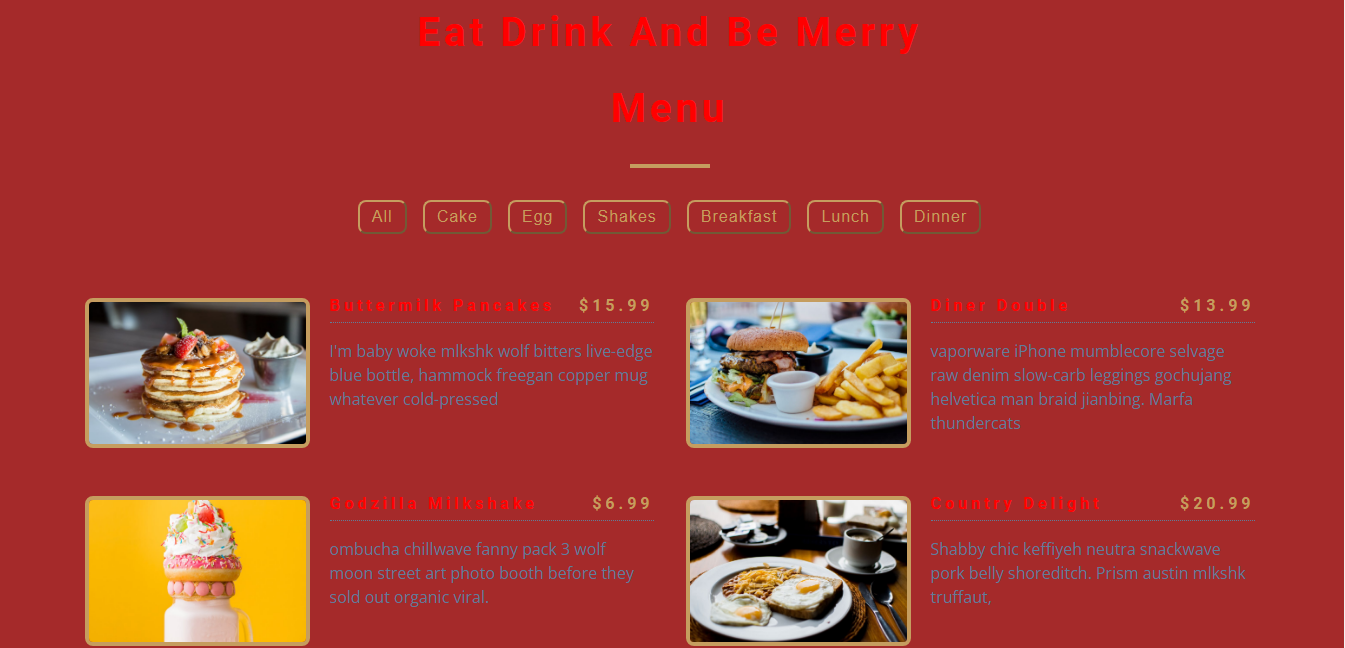 Eat Drink And Be Merry
Menu
All Cake Egg Shakes Breakfast Lunch Dinner
Buttermilk Pancakes $15.99
I'm baby woke mlkshk wolf bitters live-edge
blue bottle, hammock freegan copper mug
whatever cold-pressed
Diner Double $13.99
vaporware iPhone mumblecore selvage
raw denim slow-carb leggings gochujang
helvetica man braid jianbing. Marfa
thundercats
Godzilla Milkshake $6.99
ombucha chillwave fanny pack 3 wolf
moon street art photo booth before they
sold out organic viral.
Country Delight $20.99
Shabby chic keffiyeh neutra snackwave
pork belly shoreditch. Prism austin mlkshk
truffaut,